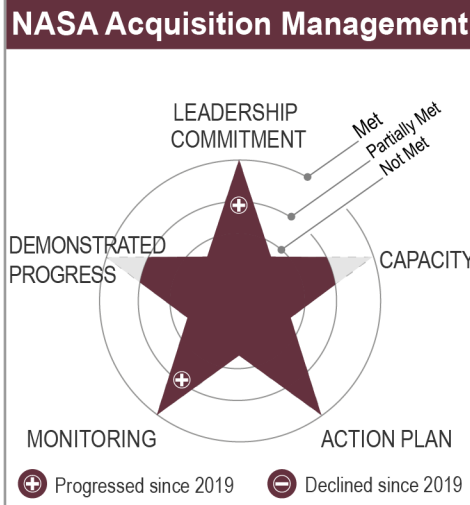 NASA Acquisition Management
LEADERSHIP
COMMITMENT
Met
Partially Met
Not Met
DEMONSTRATED
PROGRESS
CAPACITY
MONITORING
ACTION PLAN
Progressed since 2019
Declined since 2019